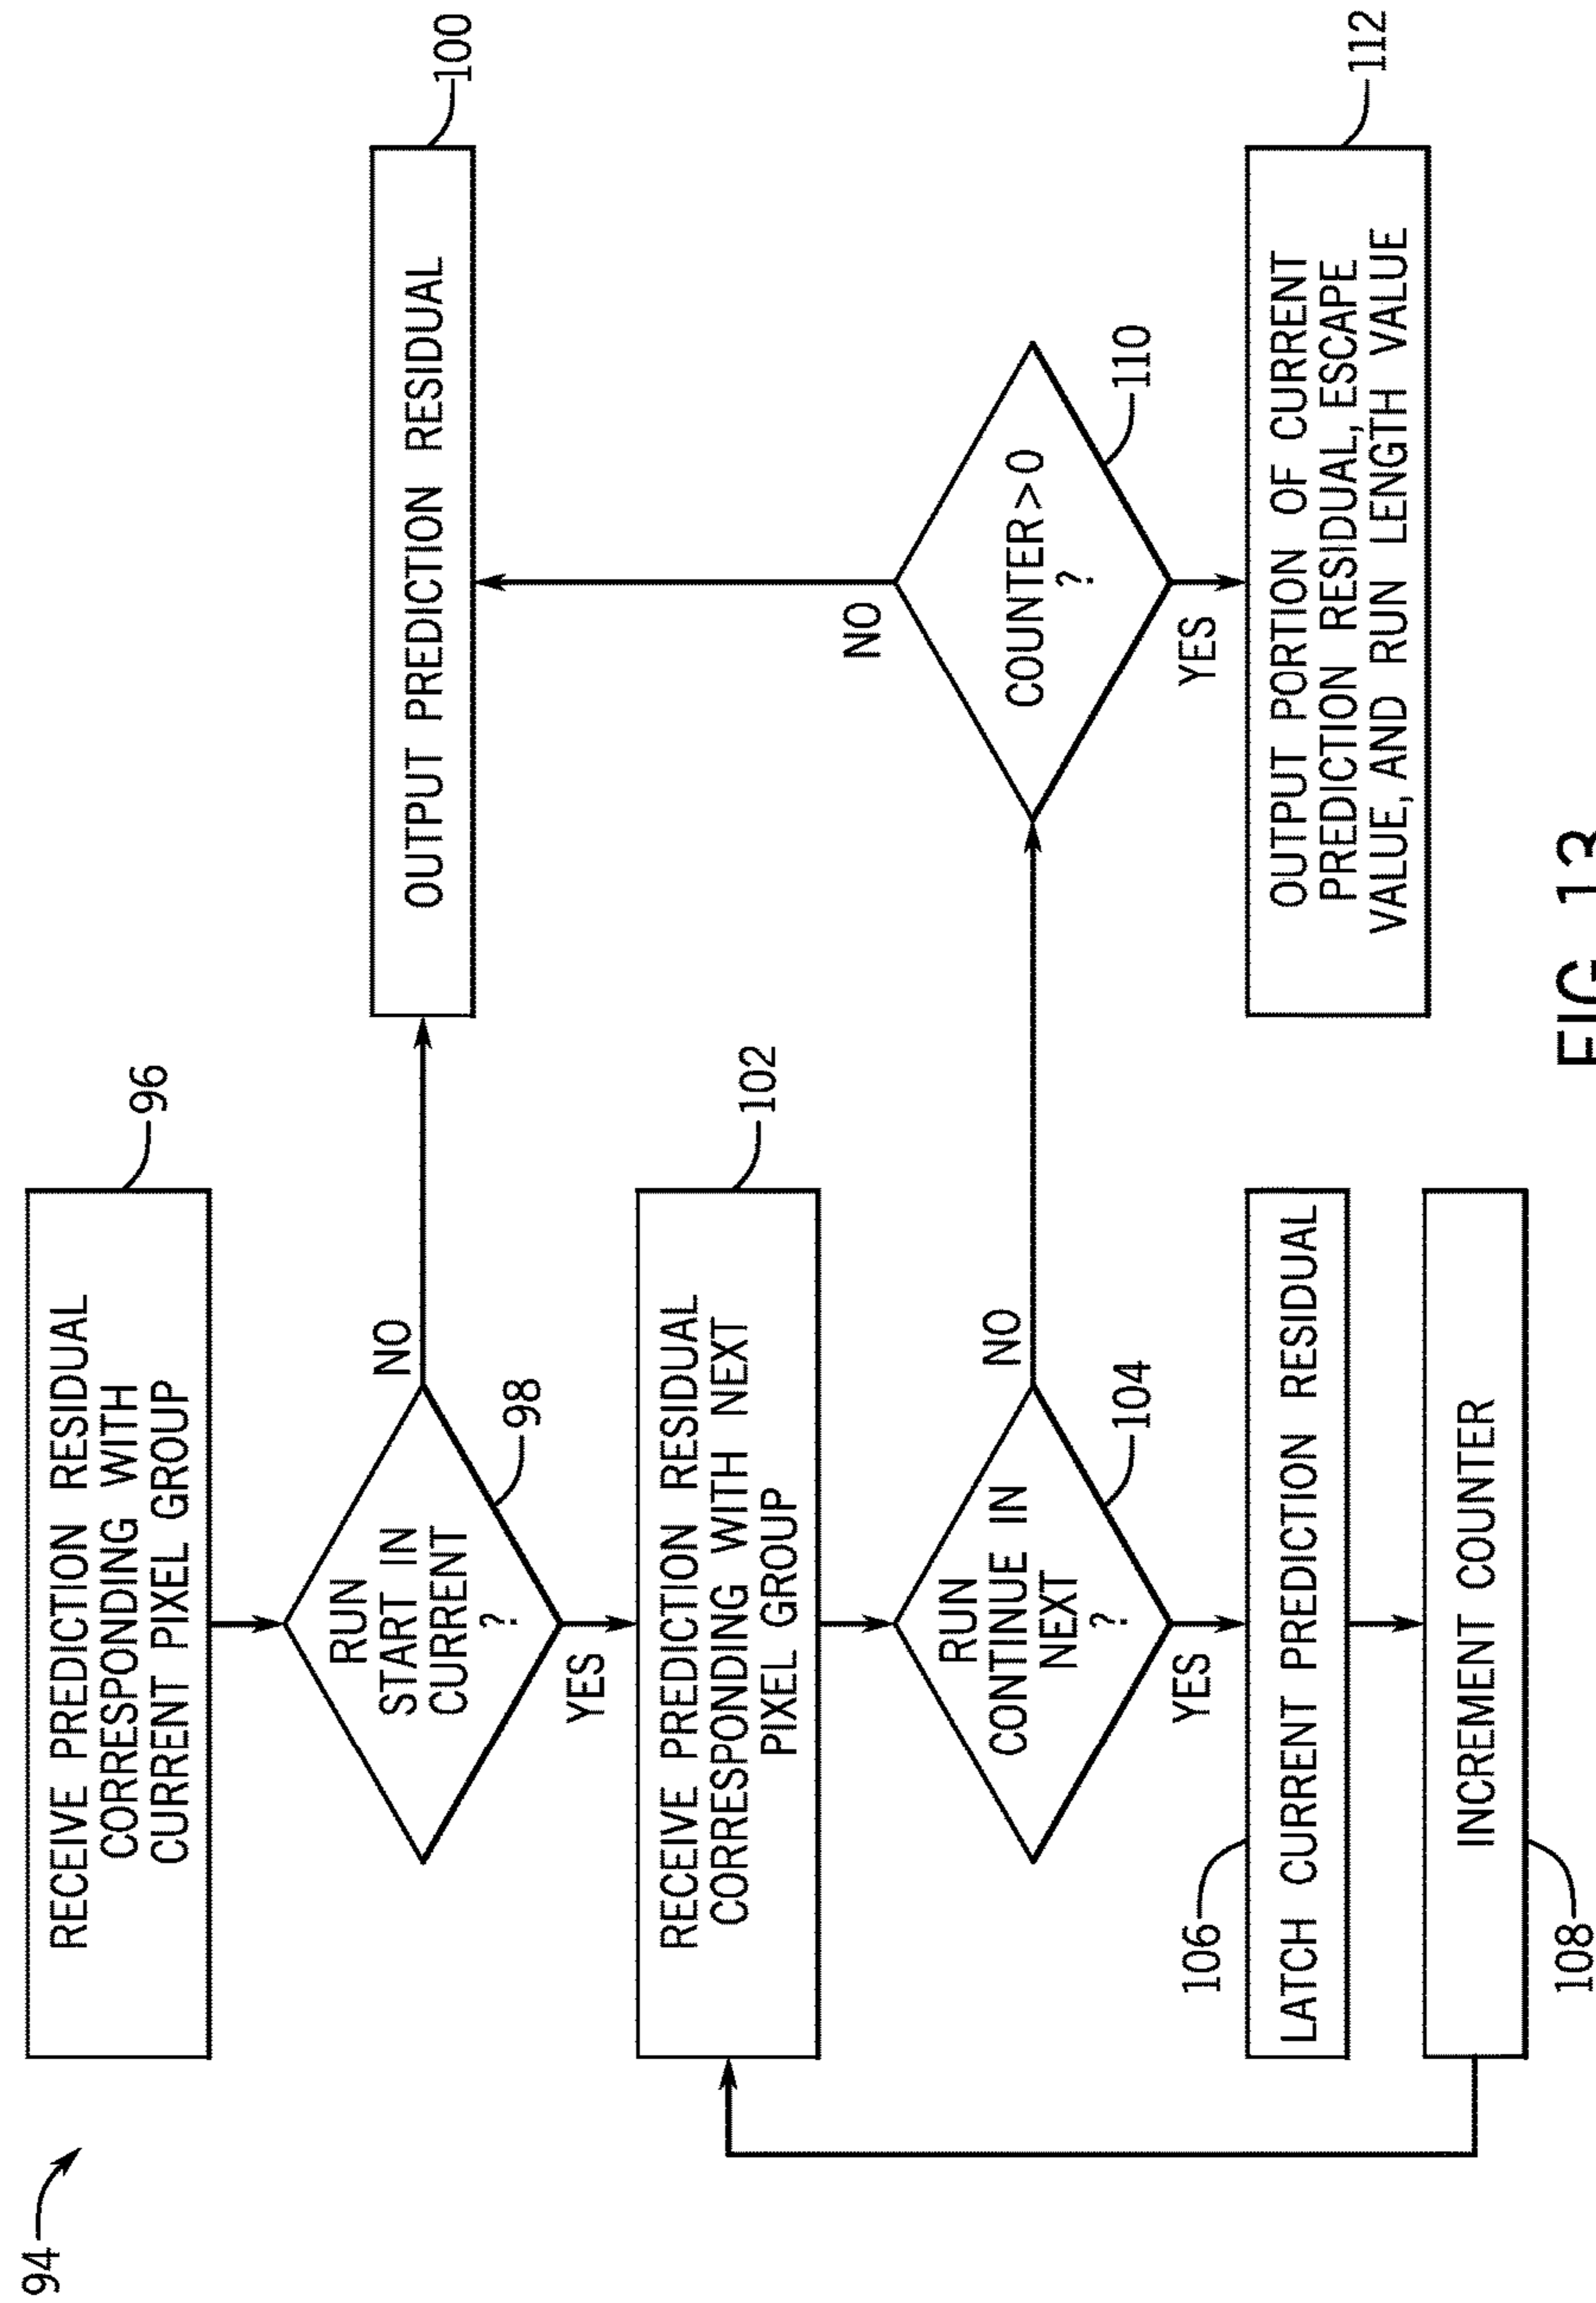 94
RECEIVE PREDICTION RESIDUAL
CORRESPONDING WITH
CURRENT PIXEL GROUP
96
RUN
START IN
CURRENT
?
98
NO
YES
OUTPUT PREDICTION RESIDUAL
100
RECEIVE PREDICTION RESIDUAL
CORRESPONDING WITH NEXT
PIXEL GROUP
102
RUN
CONTINUE IN
NEXT
?
104
NO
YES
COUNTER > 0
?
110
NO
YES
106
LATCH CURRENT PREDICTION RESIDUAL
INCREMENT COUNTER
108
OUTPUT PORTION OF CURRENT
PREDICTION RESIDUAL, ESCAPE
VALUE, AND RUN LENGTH VALUE
112
FIG. 13